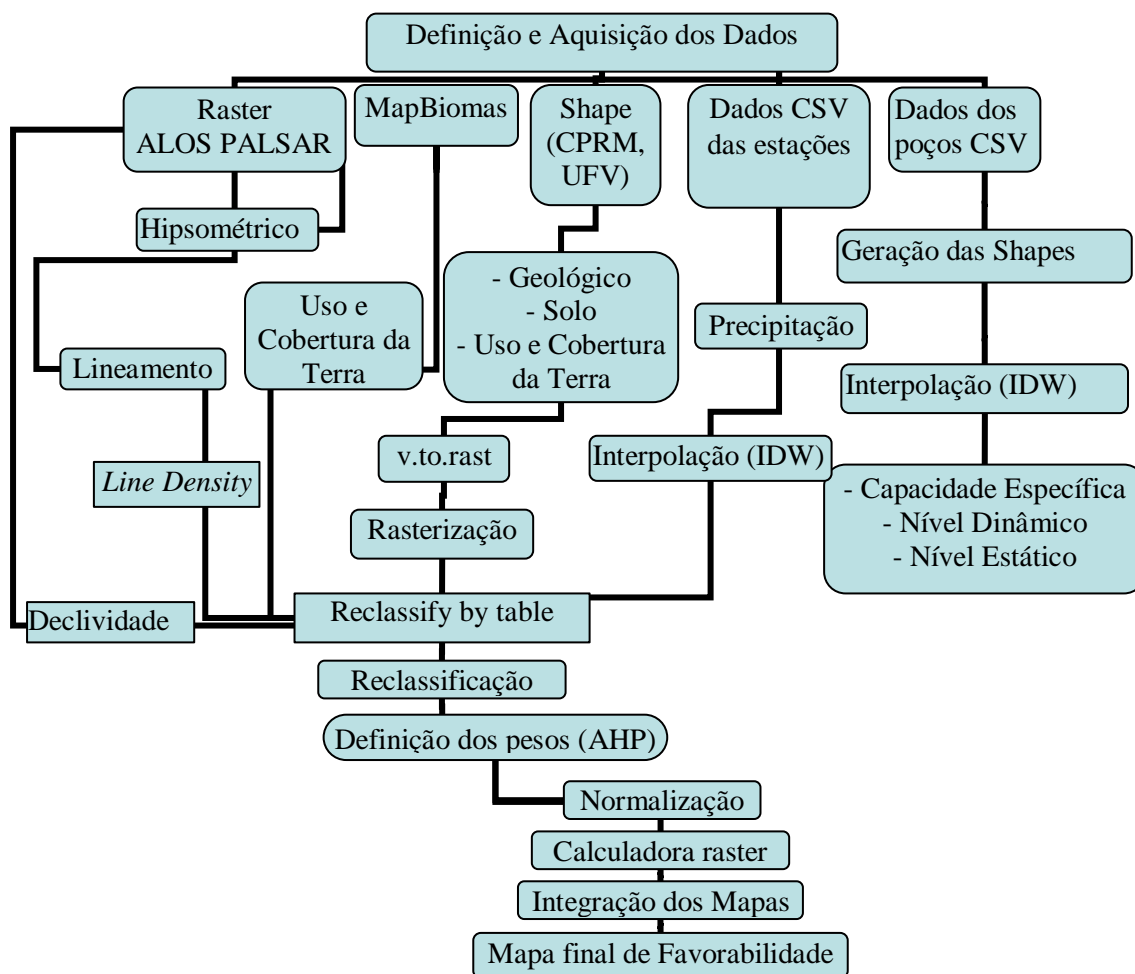 Definição e Aquisição dos Dados
Raster
ALOS PALSAR
MapBiomas
Shape
(CPRM,
UFV)
Dados CSV
das estações
Dados dos
poços CSV
Hipsométrico
Geração das Shapes
- Geológico
- Solo
- Uso e Cobertura
da Terra
Uso e
Cobertura da
Terra
Precipitação
Lineamento
Interpolação (IDW)
v.to.rast
Interpolação (IDW)
Line Density
- Capacidade Específica
- Nível Dinâmico
- Nível Estático
Rasterização
Declividade
Reclassify by table
Reclassificação
Definição dos pesos (AHP)
Normalização
Calculadora raster
Integração dos Mapas
Mapa final de Favorabilidade